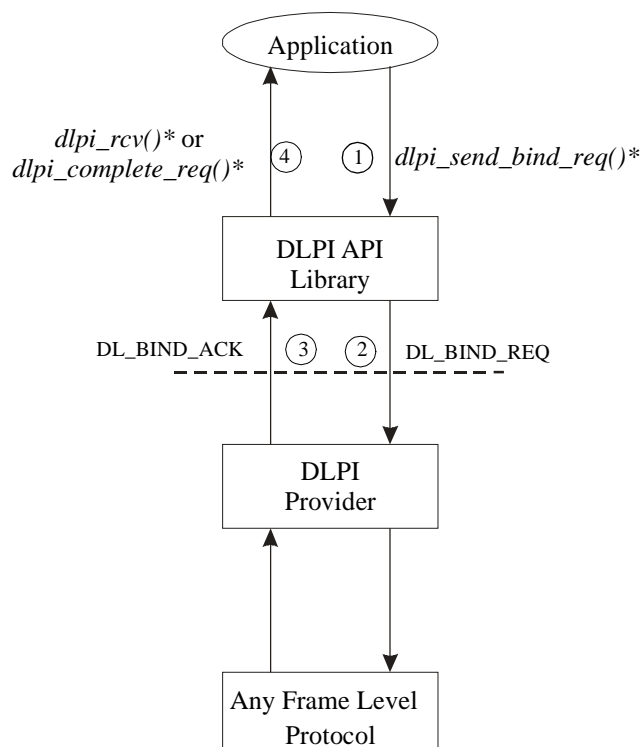 Application
dlpi_rcv()* or
dlpi_complete_req()*
4
1
dlpi_send_bind_req()*
DLPI API
Library
DL_BIND_ACK
3
2
DL_BIND_REQ
DLPI
Provider
Any Frame Level
Protocol